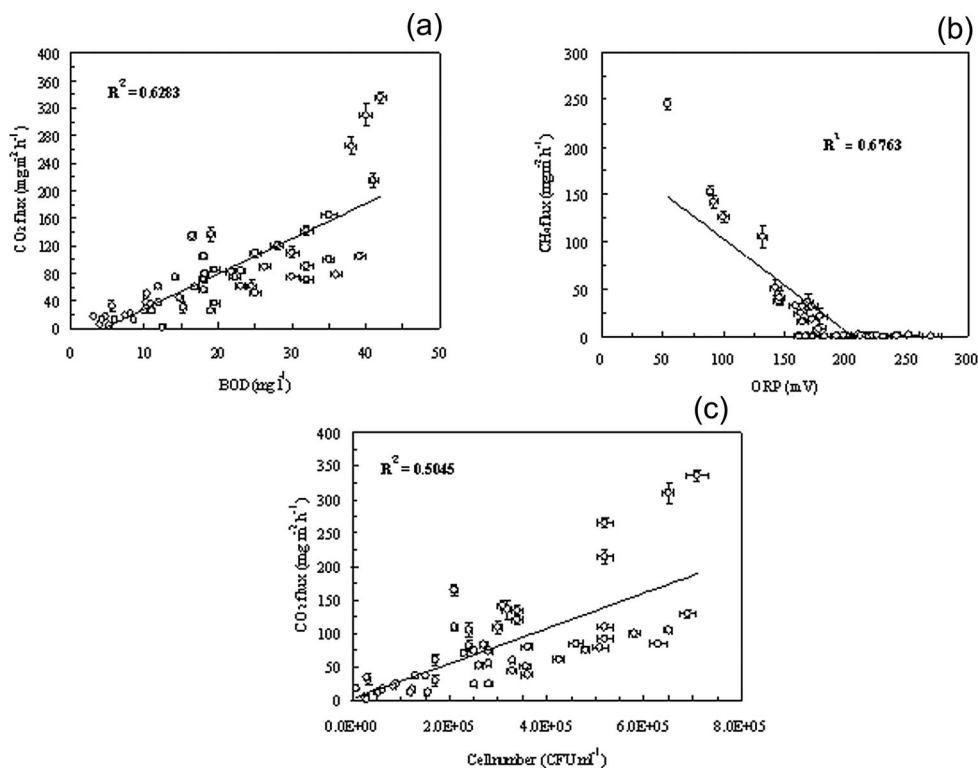 (a)
400
360
320
280
240
200
160
120
80
40
0
R² = 0.6283
CO₂ flux (mg m⁻² h⁻¹)
0 10 20 30 40 50
BOD (mg l⁻¹)
(b)
300
250
200
150
100
50
0
R² = 0.6763
CH₄ flux (mg m⁻² h⁻¹)
0 50 100 150 200 250 300
ORP (mV)
(c)
400
350
300
250
200
150
100
50
0
R² = 0.5045
CO₂ flux (mg m⁻² h⁻¹)
0.0E+00 2.0E+05 4.0E+05 6.0E+05 8.0E+05
Cell number (CFU ml⁻¹)